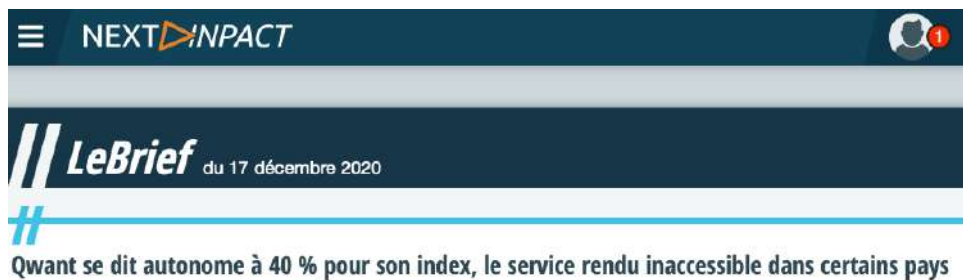 NEXT INPACT
1
// LeBrief du 17 décembre 2020
//
Qwant se dit autonome à 40 % pour son index, le service rendu inaccessible dans certains pays